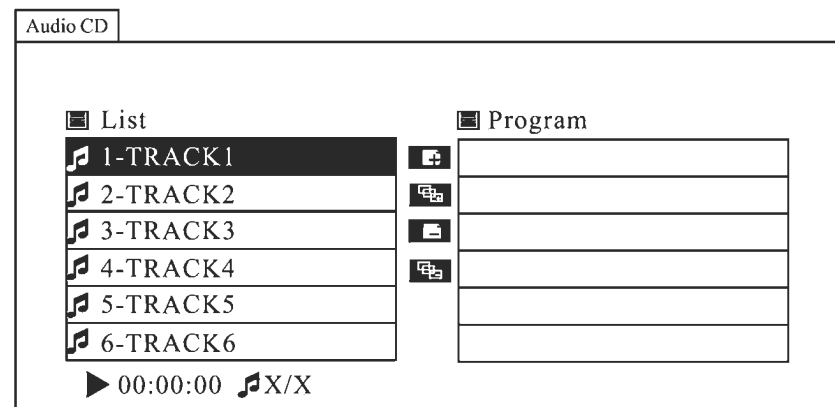 Audio CD
List
Program
1-TRACK1
2-TRACK2
3-TRACK3
4-TRACK4
5-TRACK5
6-TRACK6
00:00:00 X/X